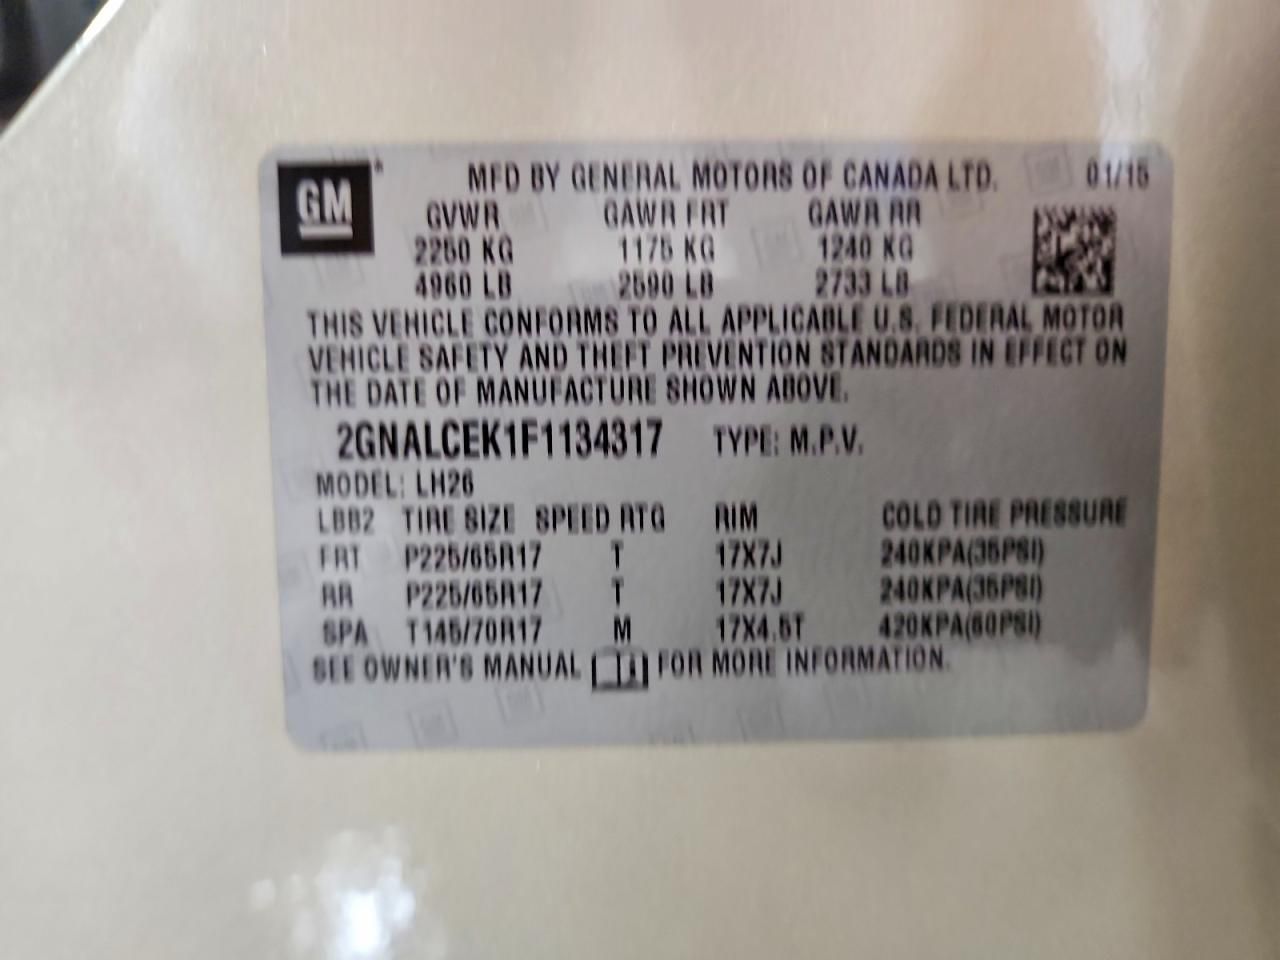 GM
MFD BY GENERAL MOTORS OF CANADA LTD. 01/15
GVWR GAWR FRT GAWR RR
2250 KG 1175 KG 1240 KG
4960 LB 2590 LB 2733 LB
THIS VEHICLE CONFORMS TO ALL APPLICABLE U.S. FEDERAL MOTOR
VEHICLE SAFETY AND THEFT PREVENTION STANDARDS IN EFFECT ON
THE DATE OF MANUFACTURE SHOWN ABOVE.
2GNALCEK1F1134317 TYPE: M.P.V.
MODEL: LH26
LBB2 TIRE SIZE SPEED RTG RIM COLD TIRE PRESSURE
FRT P225/65R17 T 17X7J 240KPA(35PSI)
RR P225/65R17 T 17X7J 240KPA(35PSI)
SPA T145/70R17 M 17X4.5T 420KPA(60PSI)
SEE OWNER'S MANUAL FOR MORE INFORMATION.